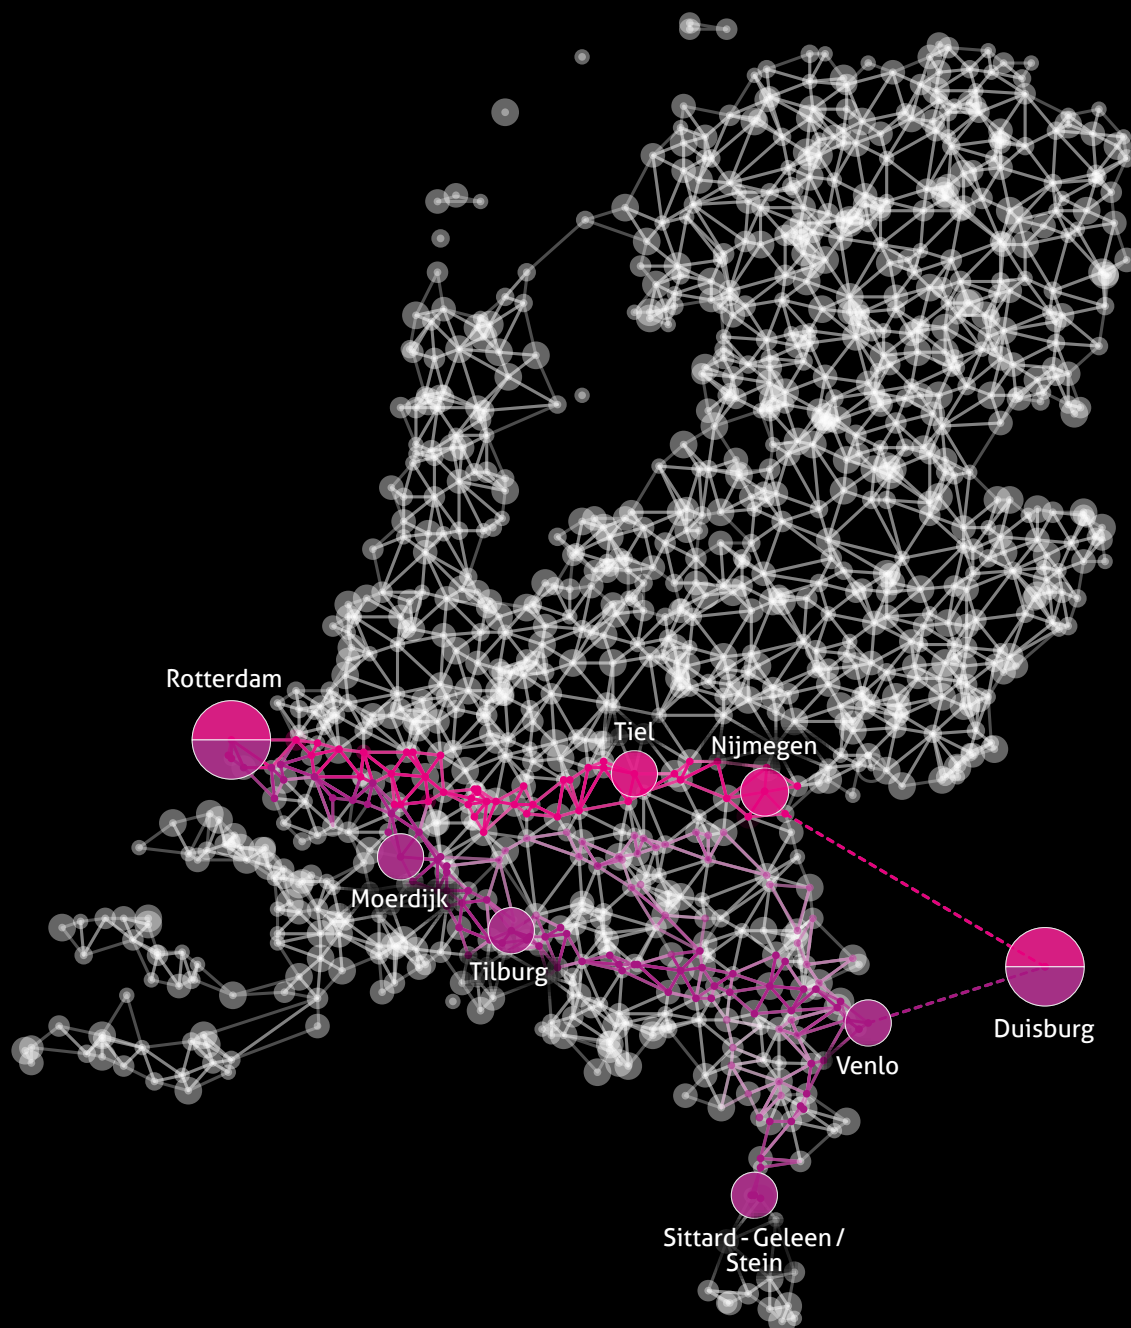 Rotterdam
Tiel
Nijmegen
Moerdijk
Tilburg
Duisburg
Venlo
Sittard - Geleen /
Stein